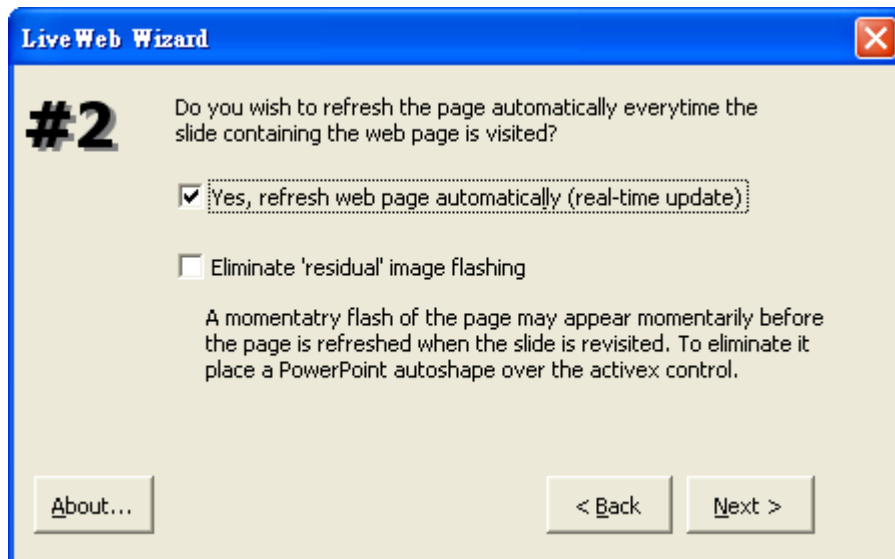 LiveWeb Wizard
#2
Do you wish to refresh the page automatically everytime the
slide containing the web page is visited?
Yes, refresh web page automatically (real-time update)
Eliminate 'residual' image flashing
A momentatry flash of the page may appear momentarily before
the page is refreshed when the slide is revisited. To eliminate it
place a PowerPoint autoshape over the activex control.
About...
< Back
Next >